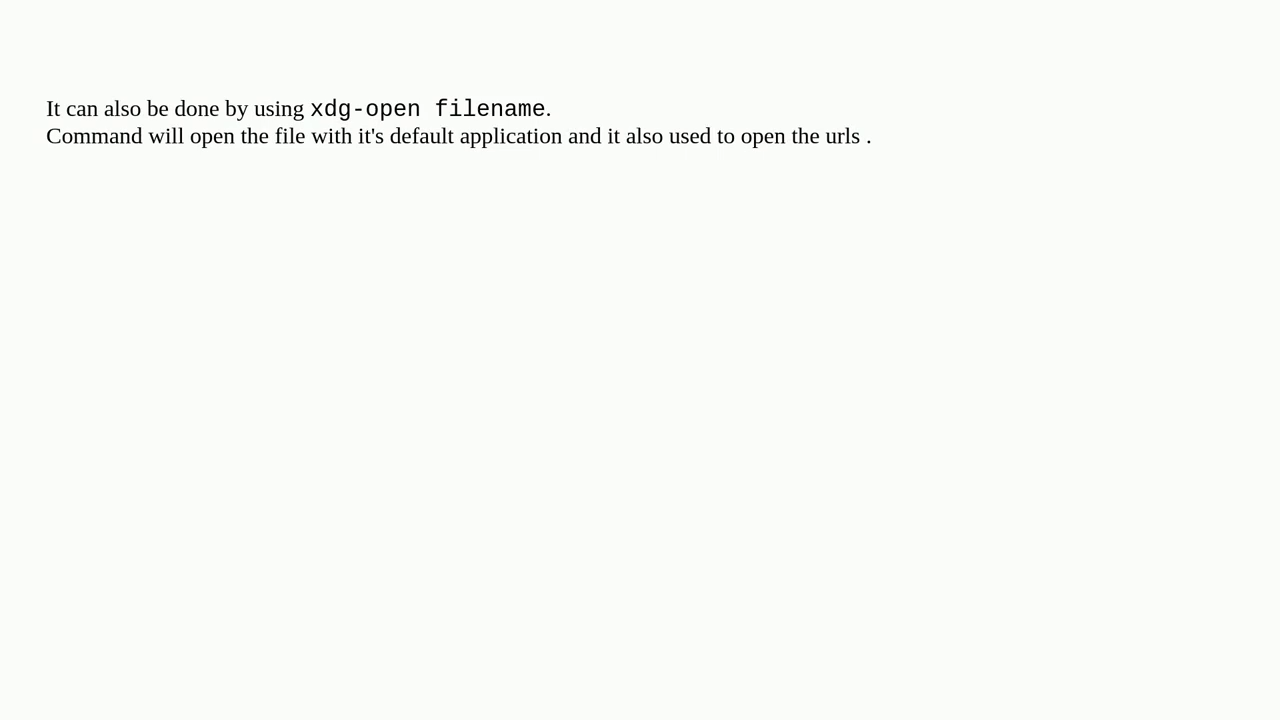 It can also be done by using xdg-open filename.
Command will open the file with it's default application and it also used to open the urls .